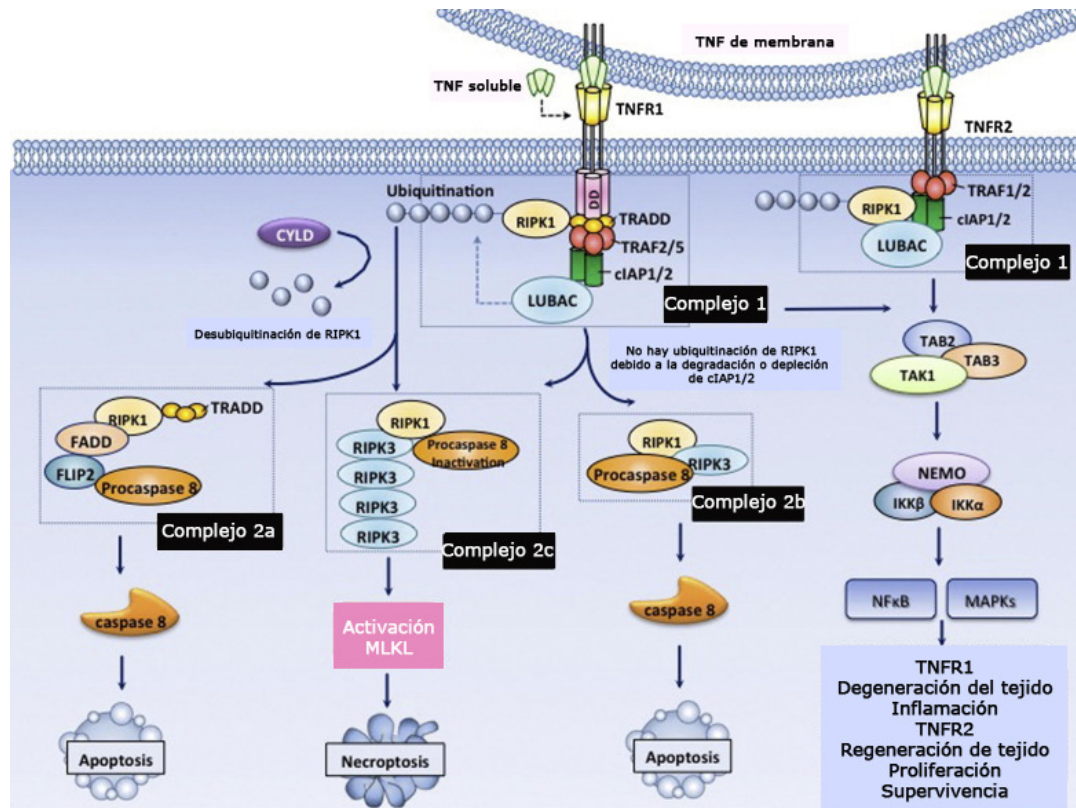 TNF de membrana
TNF soluble
TNFR1
TNFR2
Ubiquitination
DD
RIPK1
TRADD
TRAF2/5
cIAP1/2
LUBAC
Complejo 1
CYLD
Desubiquitinación de RIPK1
RIPK1
TRAF1/2
cIAP1/2
LUBAC
Complejo 1
No hay ubiquitinación de RIPK1
debido a la degradación o depleción
de cIAP1/2
TAB2
TAB3
TAK1
RIPK1
TRADD
FADD
FLIP2
Procaspase 8
Complejo 2a
RIPK1
RIPK3
Procaspase 8
Inactivation
RIPK3
RIPK3
RIPK3
Complejo 2c
RIPK1
RIPK3
Procaspase 8
Complejo 2b
NEMO
IKKβ
IKKα
caspase 8
Activación
MLKL
caspase 8
NFκB
MAPKs
Apoptosis
Necroptosis
Apoptosis
TNFR1
Degeneración del tejido
Inflamación
TNFR2
Regeneración de tejido
Proliferación
Supervivencia